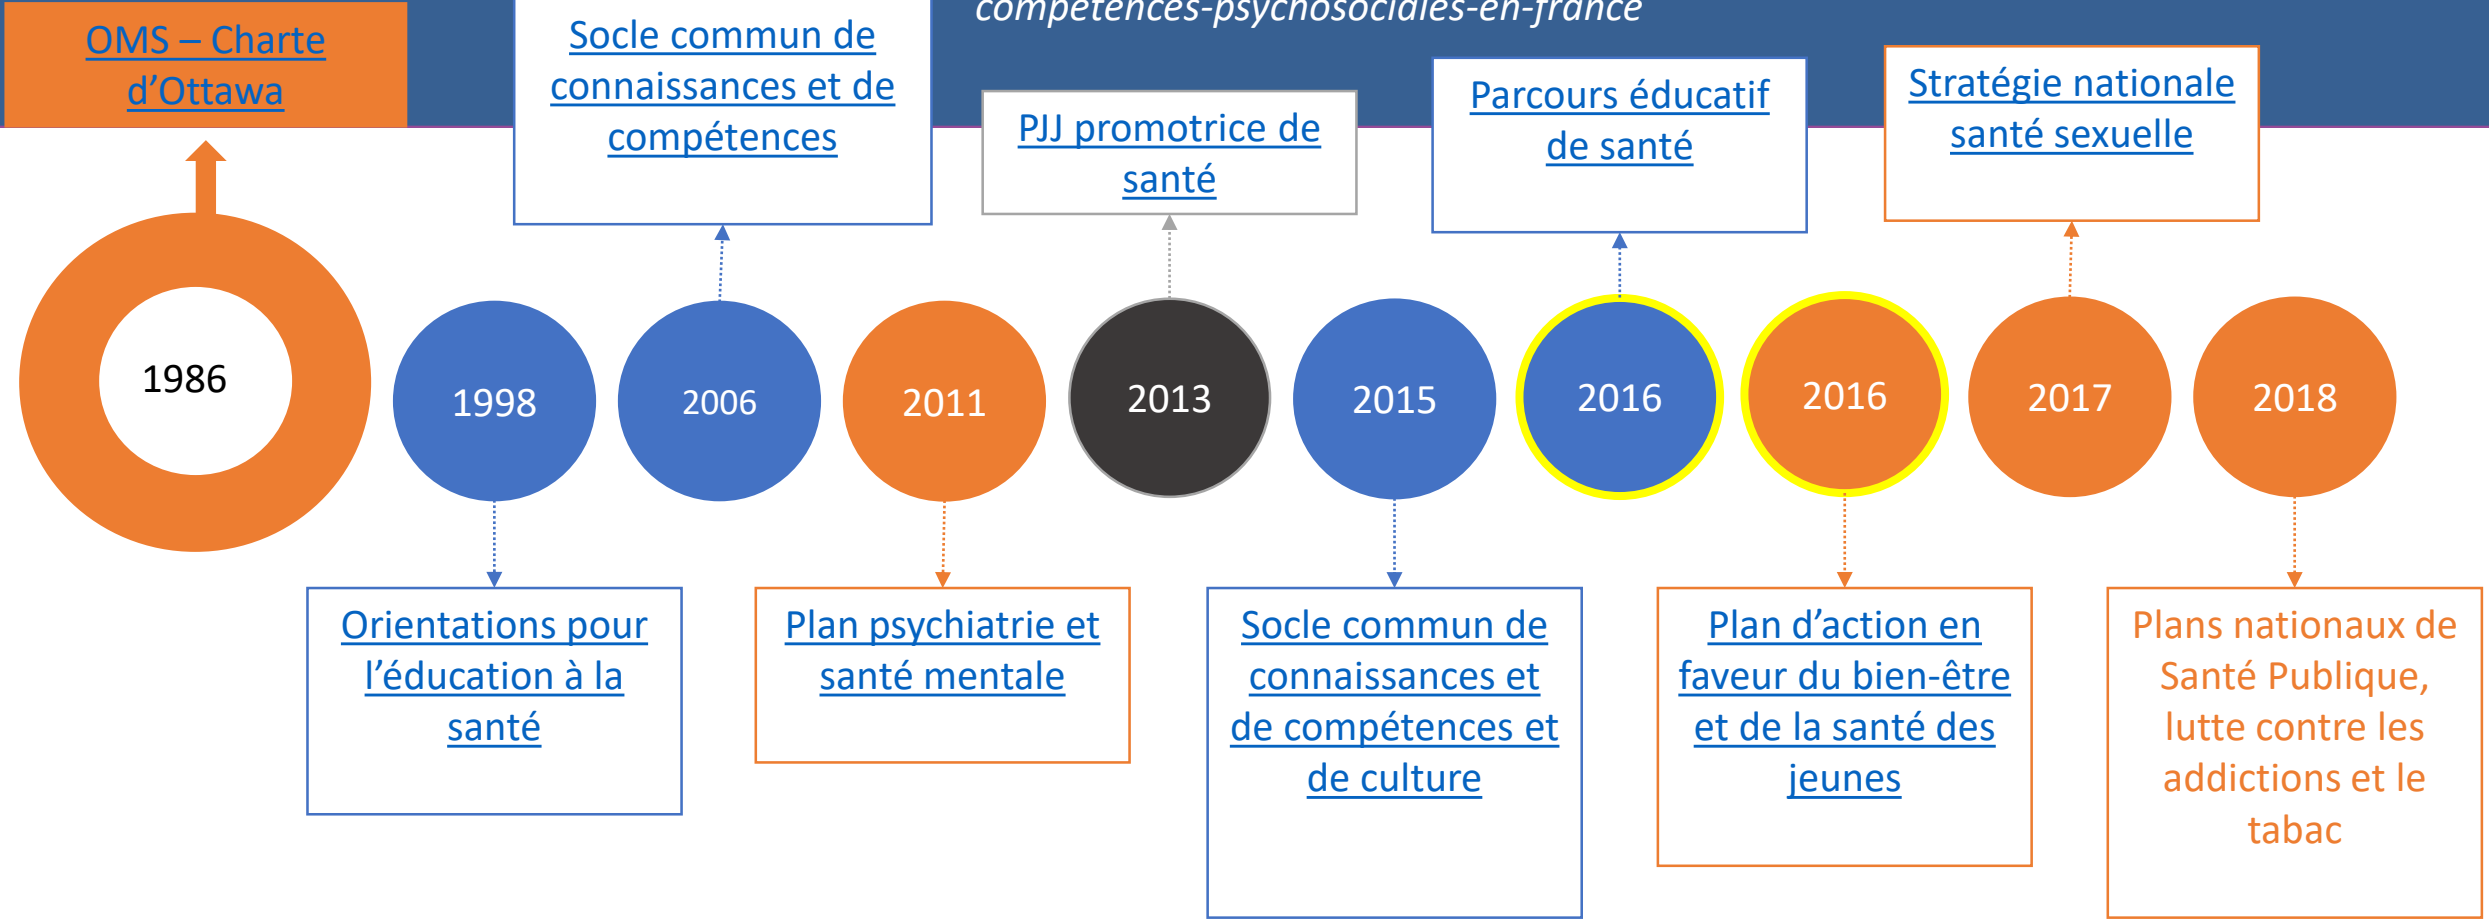 compétences-psychosociales-en-france
OMS – Charte
d’Ottawa
Socle commun de
connaissances et de
compétences
PJJ promotrice de
santé
Parcours éducatif
de santé
Stratégie nationale
santé sexuelle
1986
1998
2006
2011
2013
2015
2016
2016
2017
2018
Orientations pour
l’éducation à la
santé
Plan psychiatrie et
santé mentale
Socle commun de
connaissances et
de compétences et
de culture
Plan d’action en
faveur du bien-être
et de la santé des
jeunes
Plans nationaux de
Santé Publique,
lutte contre les
addictions et le
tabac